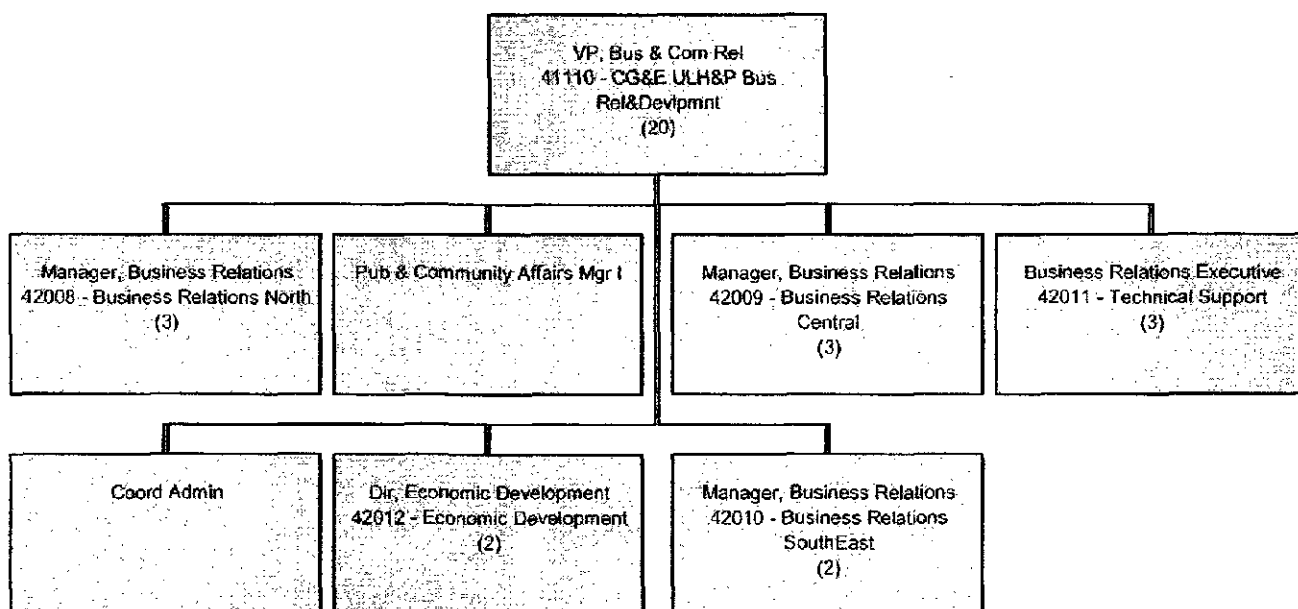 VP, Bus & Com Rel
41110 - CG&E ULH&P Bus
Rel&Devlpmnt
(20)
Manager, Business Relations
42008 - Business Relations North
(3)
Pub & Community Affairs Mgr I
Manager, Business Relations
42009 - Business Relations
Central
(3)
Business Relations Executive
42011 - Technical Support
(3)
Coord Admin
Dir, Economic Development
42012 - Economic Development
(2)
Manager, Business Relations
42010 - Business Relations
SouthEast
(2)